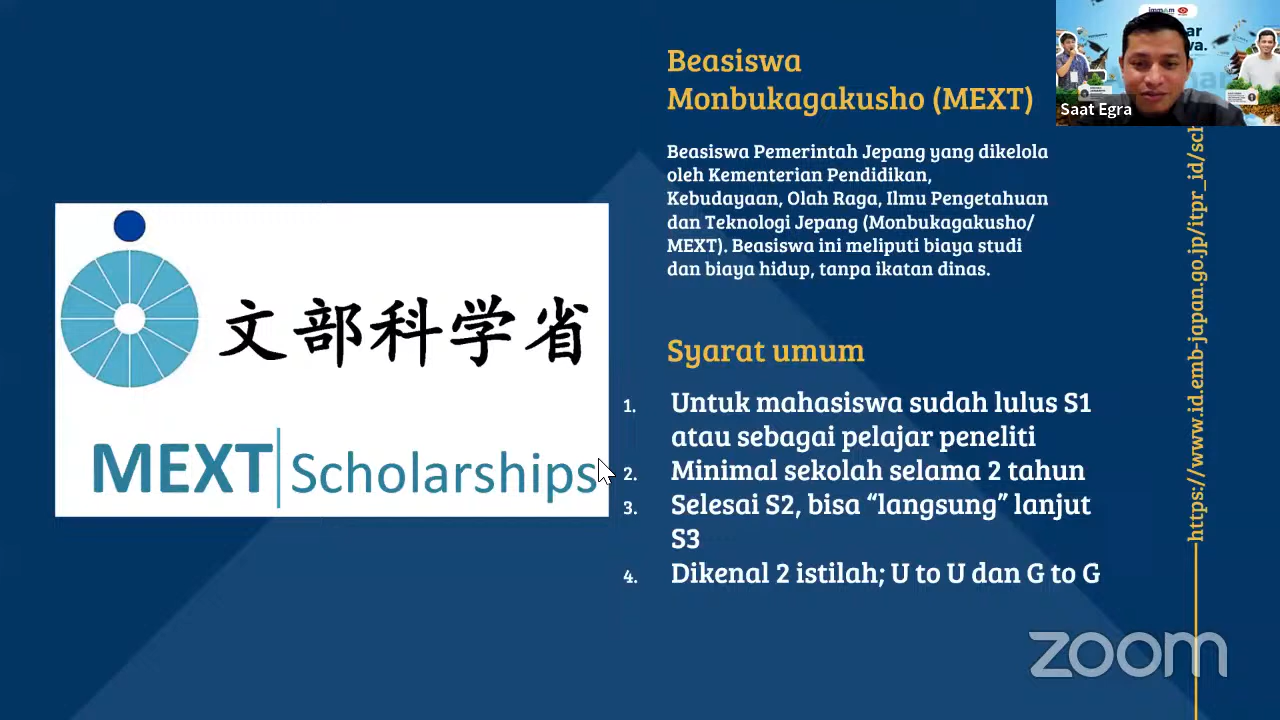 Beasiswa
Monbukagakusho (MEXT)
Beasiswa Pemerintah Jepang yang dikelola
oleh Kementerian Pendidikan,
Kebudayaan, Olah Raga, Ilmu Pengetahuan
dan Teknologi Jepang (Monbukagakusho/
MEXT). Beasiswa ini meliputi biaya studi
dan biaya hidup, tanpa ikatan dinas.
文部科学省
MEXT Scholarships
Syarat umum
1. Untuk mahasiswa sudah lulus S1
atau sebagai pelajar peneliti
2. Minimal sekolah selama 2 tahun
3. Selesai S2, bisa “langsung” lanjut
S3
4. Dikenal 2 istilah; U to U dan G to G
Saat Egra
https://www.id.emb-japan.go.jp/itpr_id/sch
zoom